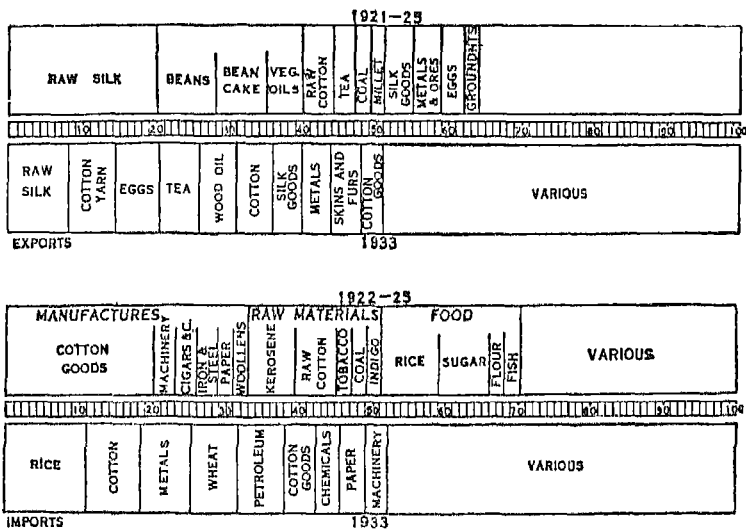 1921-25
RAW SILK
BEANS
BEAN CAKE
VEG. OILS
RAW COTTON
TEA
COAL
MILLET
SILK GOODS
METALS & ORES
EGGS
GROUNDNTS
10 20 30 40 50 60 70 80 90 100
RAW SILK
COTTON YARN
EGGS
TEA
WOOD OIL
COTTON
SILK GOODS
METALS
SKINS AND FURS
COTTON GOODS
VARIOUS
EXPORTS 1933
1922-25
MANUFACTURES RAW MATERIALS FOOD
COTTON GOODS
MACHINERY
CIGARS &C.
IRON & STEEL
PAPER
WOOLLENS
KEROSENE
RAW COTTON
TOBACCO
COAL
INDIGO
RICE
SUGAR
FLOUR
FISH
VARIOUS
10 20 30 40 50 60 70 80 90 100
RICE
COTTON
METALS
WHEAT
PETROLEUM
COTTON GOODS
CHEMICALS
PAPER
MACHINERY
VARIOUS
IMPORTS 1933